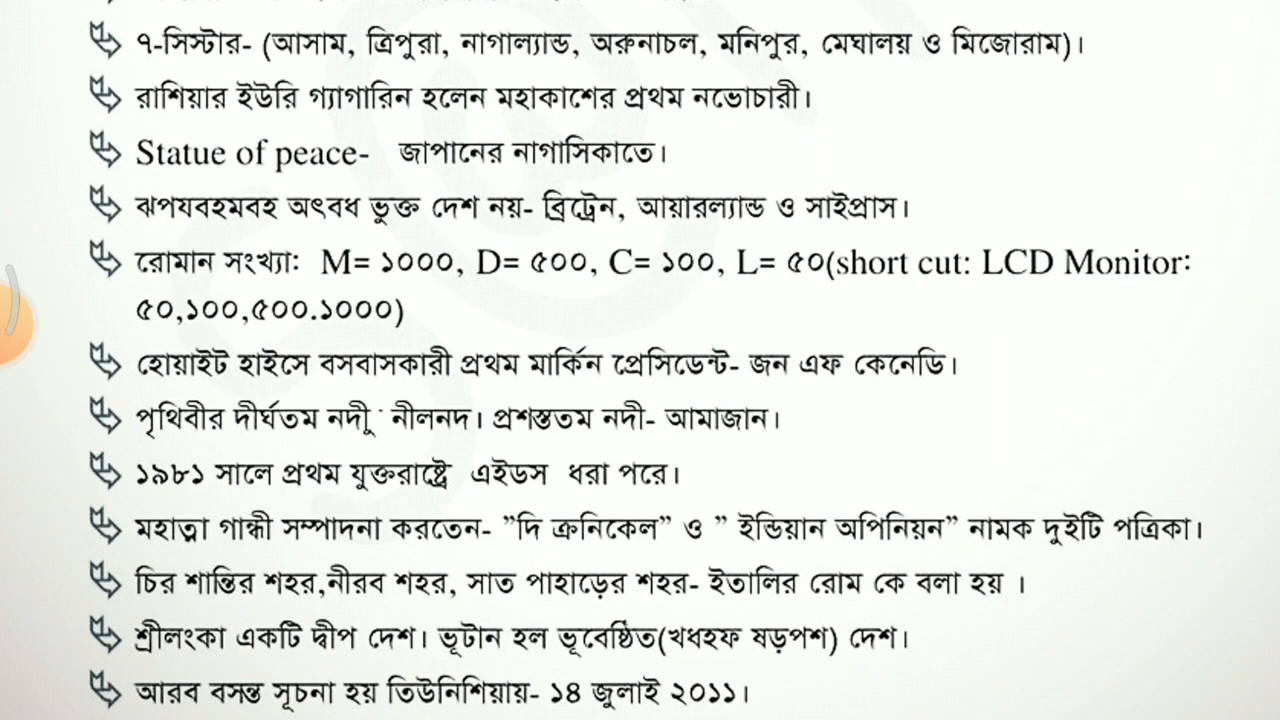 ৭-সিস্টার- (আসাম, ত্রিপুরা, নাগাল্যান্ড, অরুনাচল, মনিপুর, মেঘালয় ও মিজোরাম)।
রাশিয়ার ইউরি গ্যাগারিন হলেন মহাকাশের প্রথম নভোচারী।
Statue of peace- জাপানের নাগাসিকাতে।
ঝপযবহমবহ অৎবধ ভুক্ত দেশ নয়- ব্রিট্রেন, আয়ারল্যান্ড ও সাইপ্রাস।
রোমান সংখ্যাঃ M= ১০০০, D= ৫০০, C= ১০০, L= ৫০(short cut: LCD Monitor:
৫০,১০০,৫০০.১০০০)
হোয়াইট হাইসে বসবাসকারী প্রথম মার্কিন প্রেসিডেন্ট- জন এফ কেনেডি।
পৃথিবীর দীর্ঘতম নদীু নীলনদ। প্রশস্ততম নদী- আমাজান।
১৯৮১ সালে প্রথম যুক্তরাষ্ট্রে এইডস ধরা পরে।
মহাত্না গান্ধী সম্পাদনা করতেন- ”দি ক্রনিকেল” ও ” ইন্ডিয়ান অপিনিয়ন” নামক দুইটি পত্রিকা।
চির শান্তির শহর,নীরব শহর, সাত পাহাড়ের শহর- ইতালির রোম কে বলা হয় ।
শ্রীলংকা একটি দ্বীপ দেশ। ভূটান হল ভূবেষ্ঠিত(খধহফ ষড়পশ) দেশ।
আরব বসন্ত সূচনা হয় তিউনিশিয়ায়- ১৪ জুলাই ২০১১।